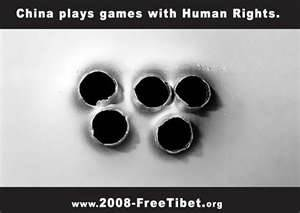 China plays games with Human Rights.
www.2008-FreeTibet.org